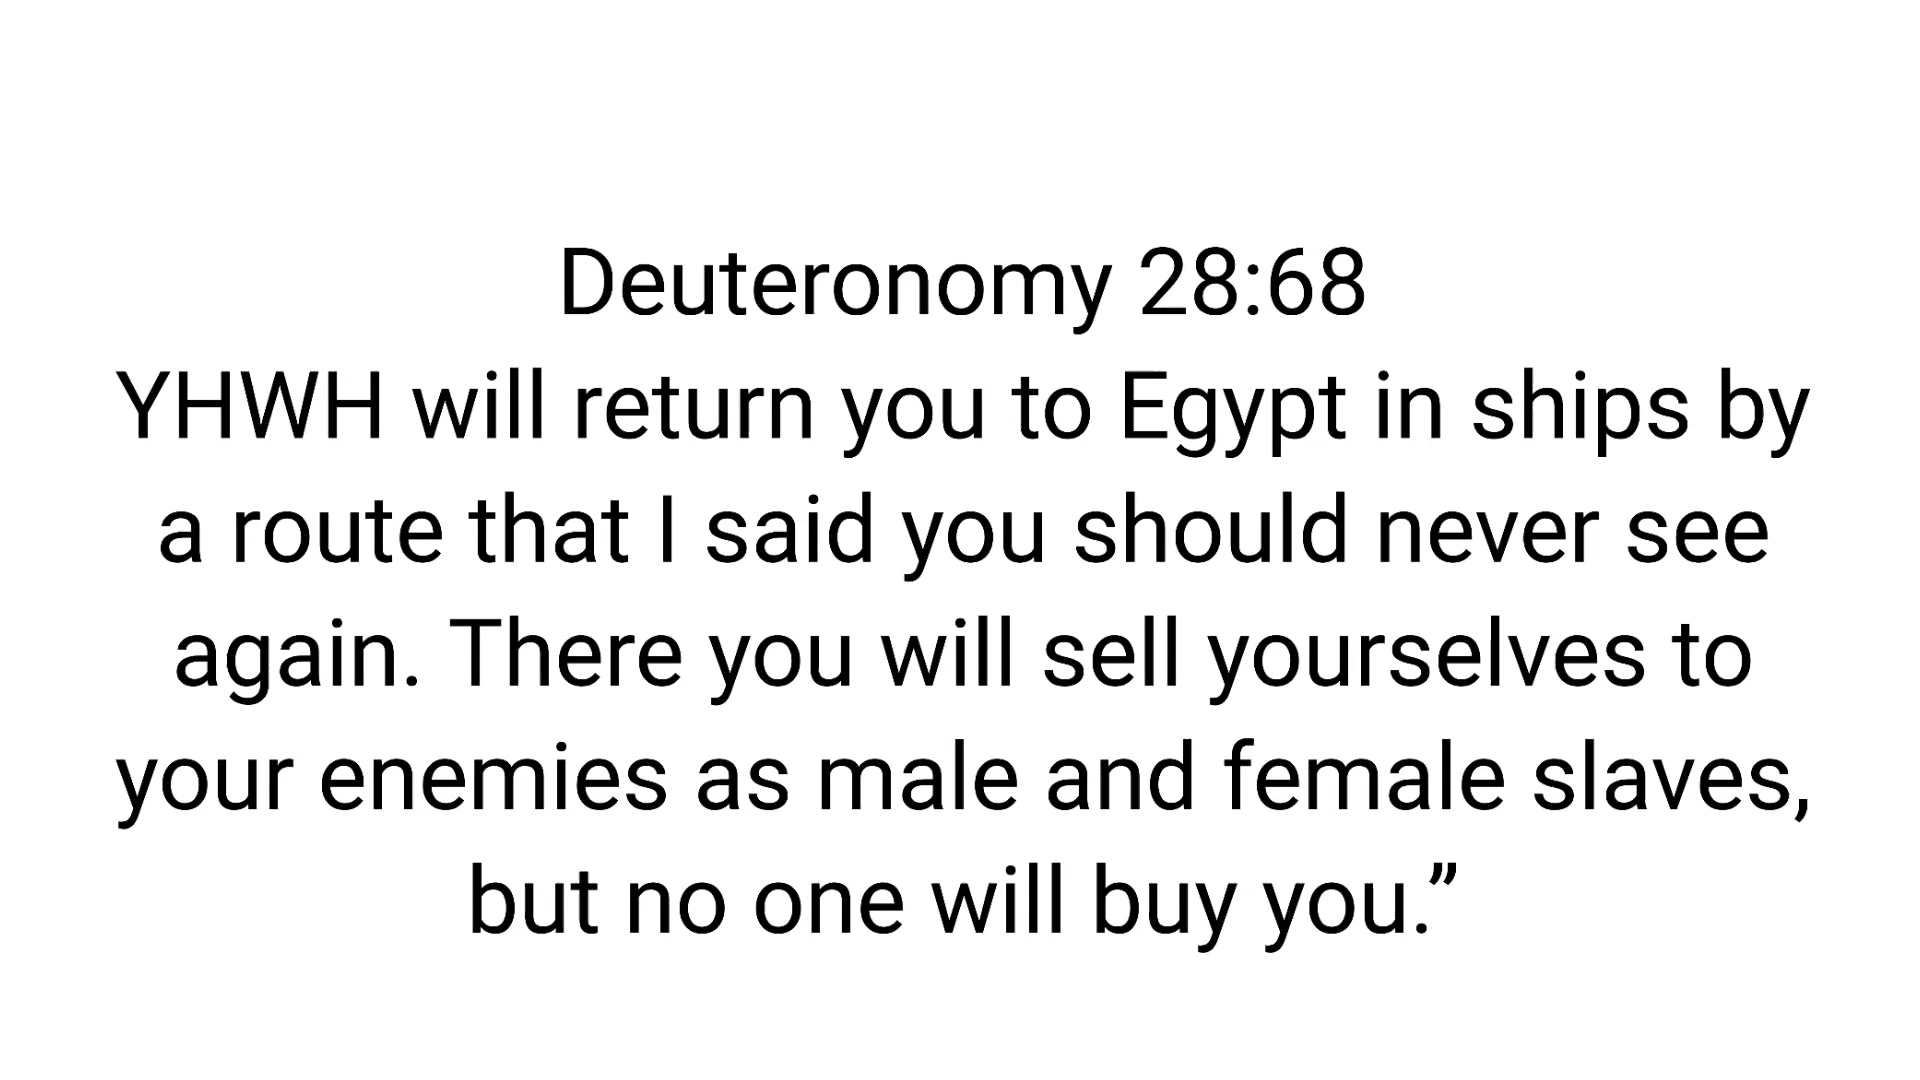 Deuteronomy 28:68
YHWH will return you to Egypt in ships by
a route that I said you should never see
again. There you will sell yourselves to
your enemies as male and female slaves,
but no one will buy you.”